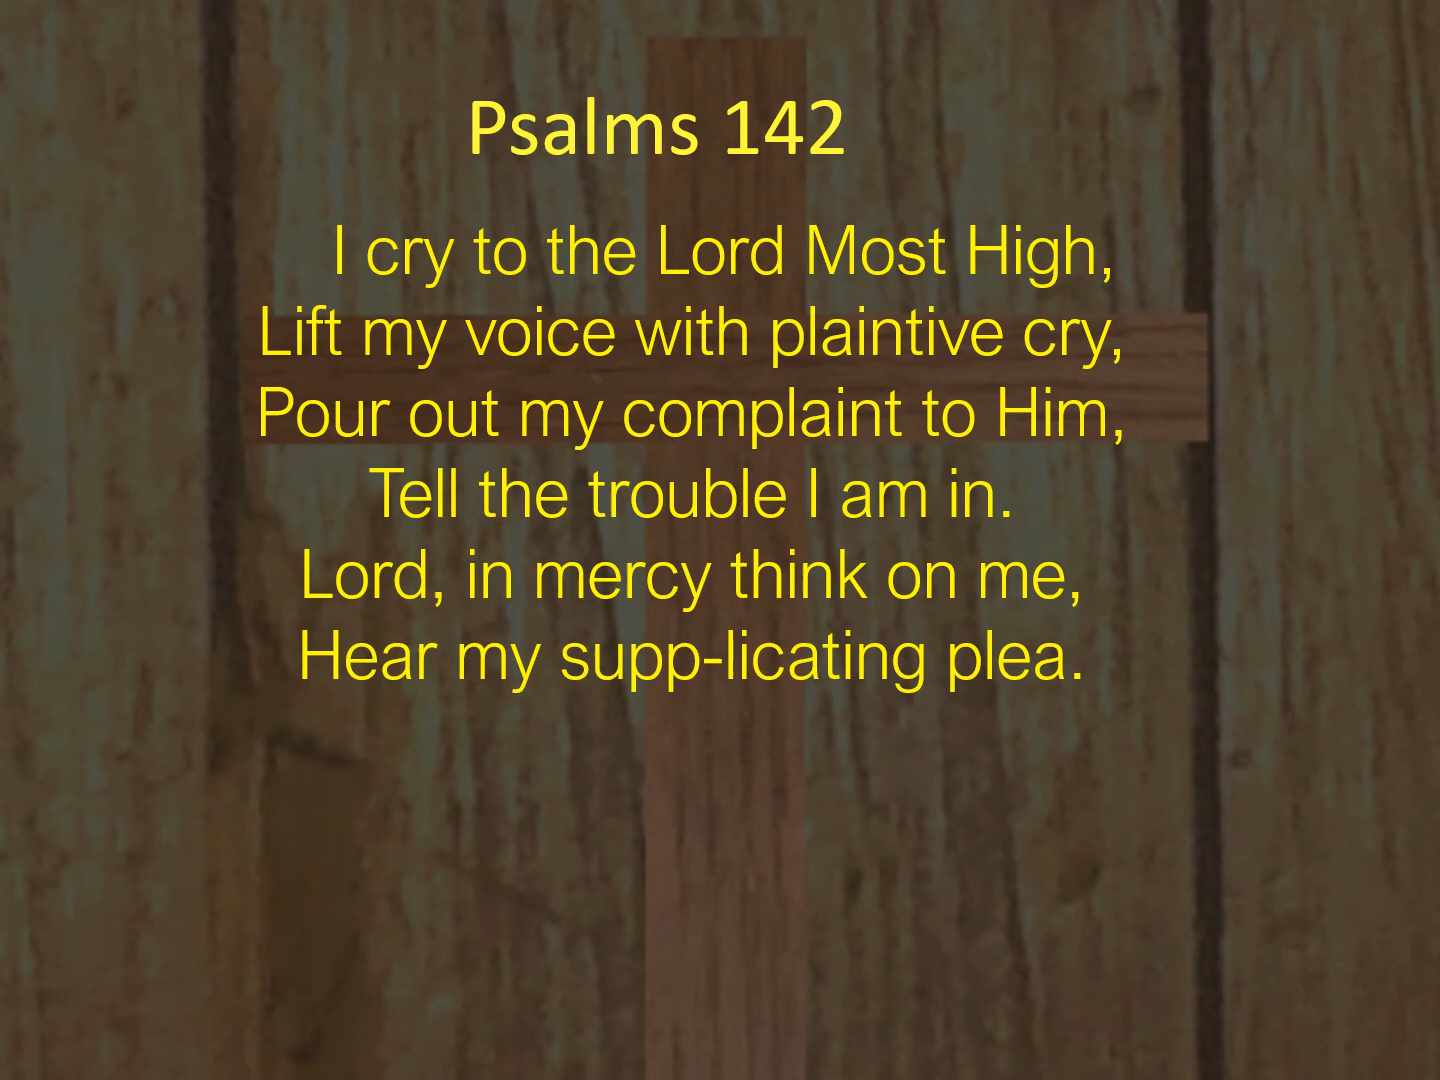 Psalms 142
I cry to the Lord Most High,
Lift my voice with plaintive cry,
Pour out my complaint to Him,
Tell the trouble I am in.
Lord, in mercy think on me,
Hear my supp-licating plea.